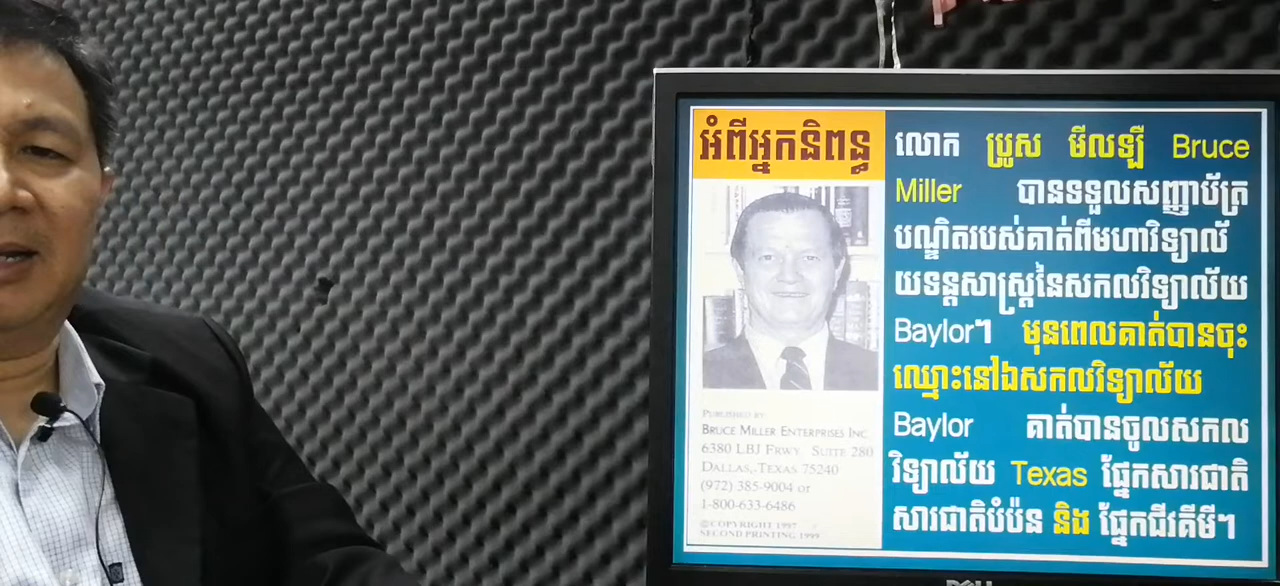 អំពីអ្នកនិពន្ធ
PUBLISHED BY
BRUCE MILLER ENTERPRISES INC
6380 LBJ FRWY. SUITE 280
DALLAS, TEXAS 75240
(972) 385-9004 or
1-800-633-6486
©COPYRIGHT 1997
SECOND PRINTING 1999
លោក ប្រូស មីលឡឺ Bruce
Miller បានទទួលសញ្ញាប័ត្រ
បណ្ឌិតរបស់គាត់ពីមហាវិទ្យាល័
យទន្តសាស្ត្រនៃសកលវិទ្យាល័យ
Baylor។ មុនពេលគាត់បានចុះ
ឈ្មោះនៅឯសកលវិទ្យាល័យ
Baylor គាត់បានចូលសកល
វិទ្យាល័យ Texas ផ្នែកសារជាតិ
សារជាតិបំប៉ន និង ផ្នែកជីវគីមី។